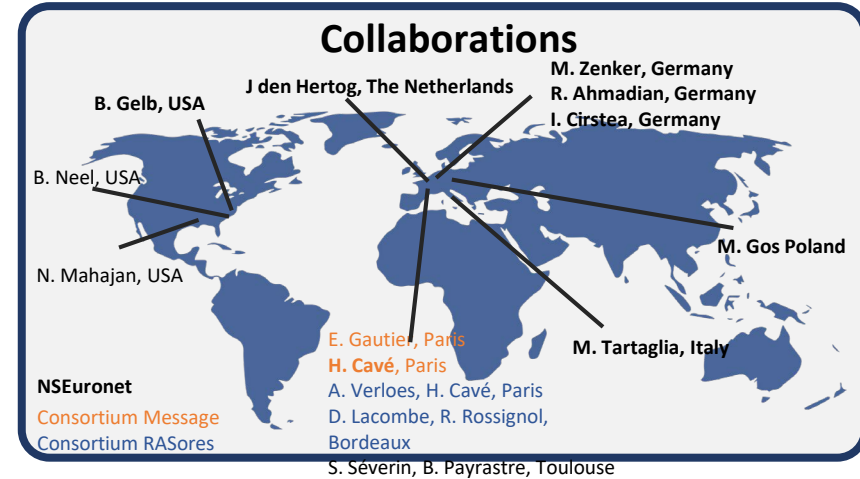 Collaborations
M. Zenker, Germany
R. Ahmadian, Germany
I. Cirstea, Germany
J den Hertog, The Netherlands
B. Gelb, USA
B. Neel, USA
M. Gos Poland
N. Mahajan, USA
E. Gautier, Paris
M. Tartaglia, Italy
H. Cavé, Paris
A. Verloes, H. Cavé, Paris
D. Lacombe, R. Rossignol,
Bordeaux
S. Séverin, B. Payrastre, Toulouse
NSEuronet
Consortium Message
Consortium RASores